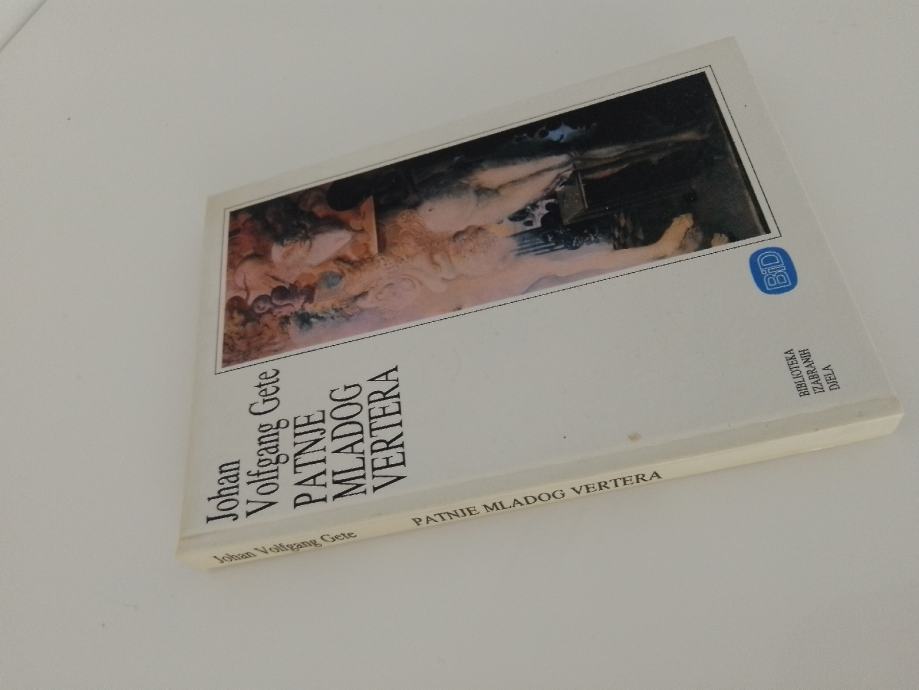 Johan
Volfgang Gete
PATNJE
MLADOG
VERTERA
BID
BIBLIOTEKA
IZABRANIH
DJELA
Johan Volfgang Gete
PATNJE MLADOG VERTERA